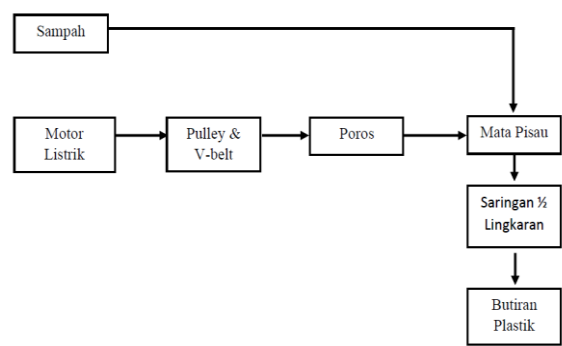 Sampah
Motor
Listrik
Pulley &
V-belt
Poros
Mata Pisau
Saringan ½
Lingkaran
Butiran
Plastik